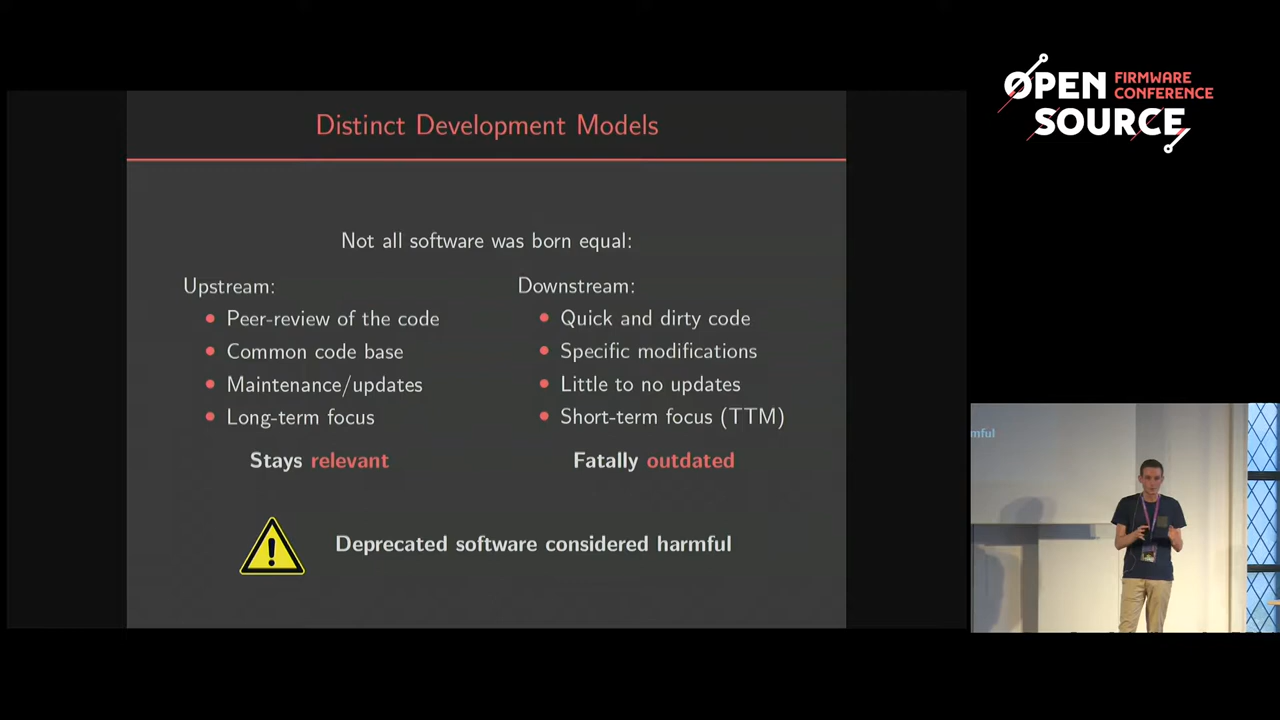 Distinct Development Models
Not all software was born equal:
Upstream:
Peer-review of the code
Common code base
Maintenance/updates
Long-term focus
Stays relevant
Downstream:
Quick and dirty code
Specific modifications
Little to no updates
Short-term focus (TTM)
Fatally outdated
Deprecated software considered harmful
OPEN
SOURCE
FIRMWARE
CONFERENCE
mful